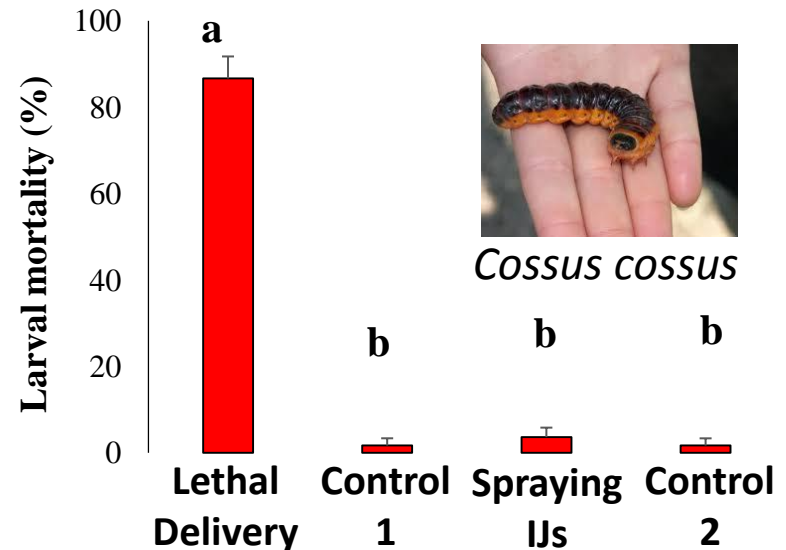 Larval mortality (%)
100
80
60
40
20
0
a
b
b
b
Cossus cossus
Lethal
Delivery
Control
1
Spraying
IJs
Control
2